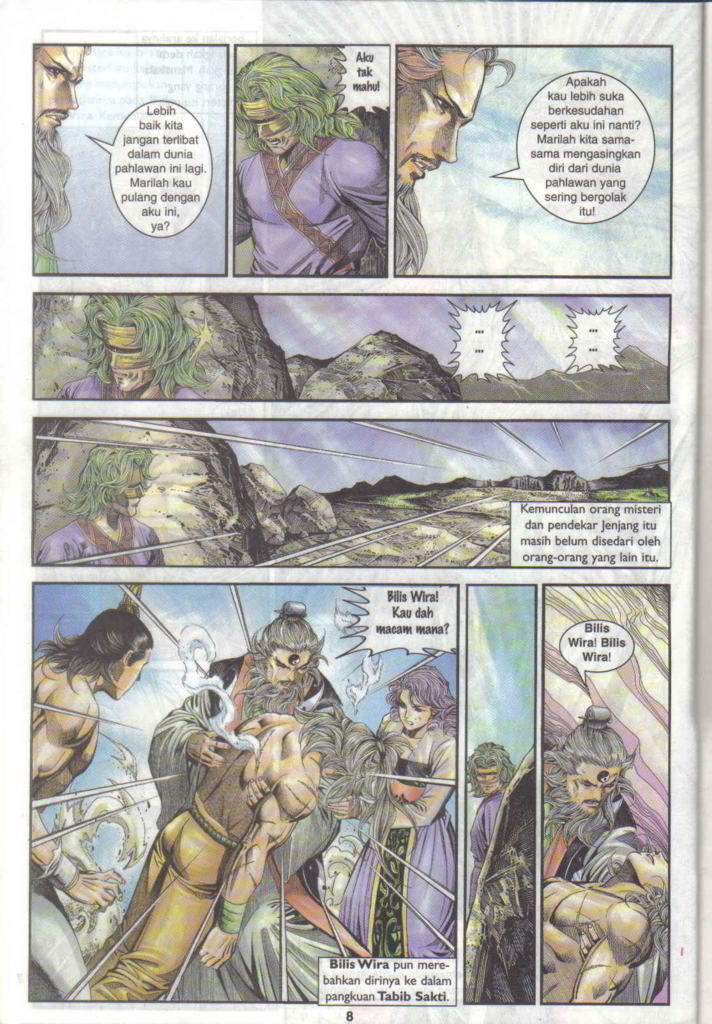 Lebih
baik kita
jangan terlibat
dalam dunia
pahlawan ini lagi.
Marilah kau
pulang dengan
aku ini,
ya?
Aku
tak
mahu!
Apakah
kau lebih suka
berkesudahan
seperti aku ini nanti?
Marilah kita sama-
sama mengasingkan
diri dari dunia
pahlawan yang
sering bergolak
itu!
...
...
...
...
Kemunculan orang misteri
dan pendekar Jenjang itu
masih belum disedari oleh
orang-orang yang lain itu.
Bilis Wira!
Kau dah
macam mana?
Bilis Wira pun mere-
bahkan dirinya ke dalam
pangkuan Tabib Sakti.
Bilis
Wira! Bilis
Wira!
8